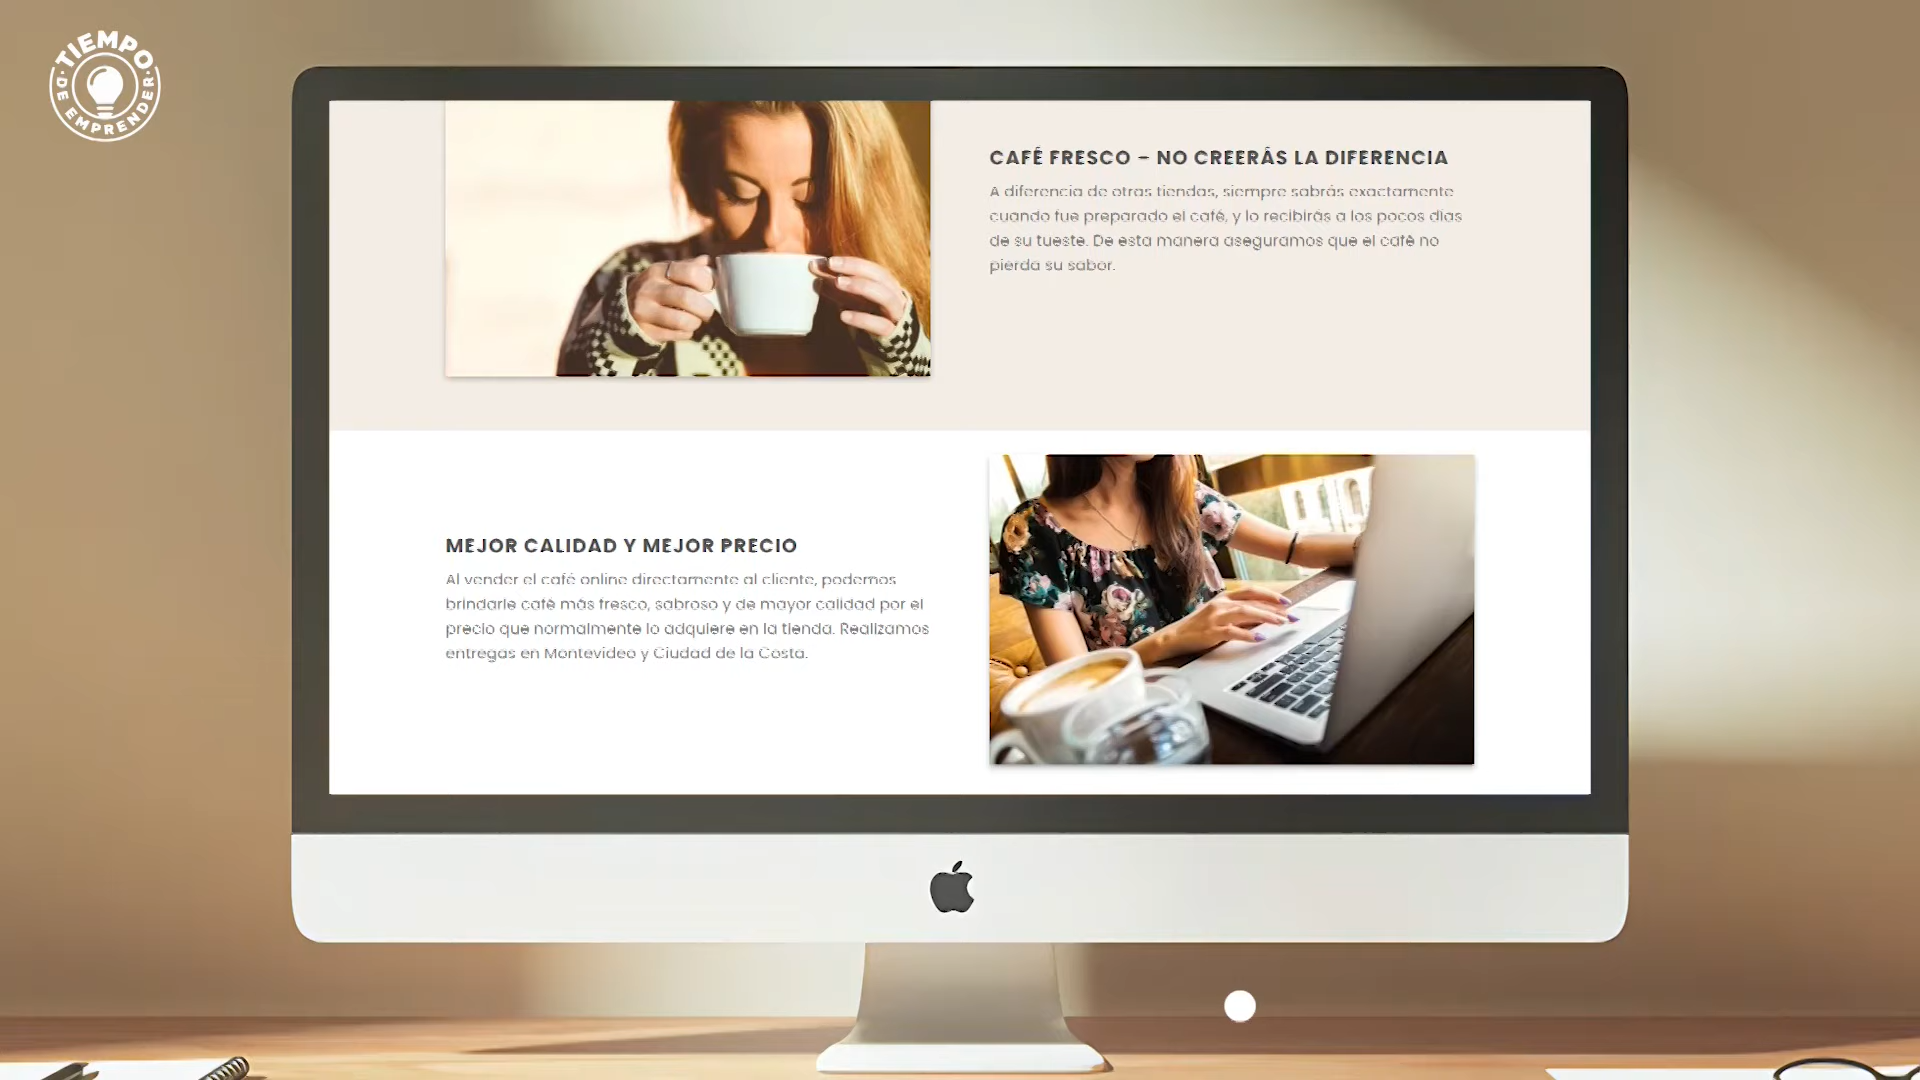 TIEMPO
DE EMPRENDER
CAFÉ FRESCO – NO CREERÁS LA DIFERENCIA
A diferencia de otras tiendas, siempre sabrás exactamente
cuando fue preparado el café, y lo recibirás a los pocos días
de su tueste. De esta manera aseguramos que el café no
pierda su sabor.
MEJOR CALIDAD Y MEJOR PRECIO
Al vender el café online directamente al cliente, podemos
brindarle café más fresco, sabroso y de mayor calidad por el
precio que normalmente lo adquiere en la tienda. Realizamos
entregas en Montevideo y Ciudad de la Costa.